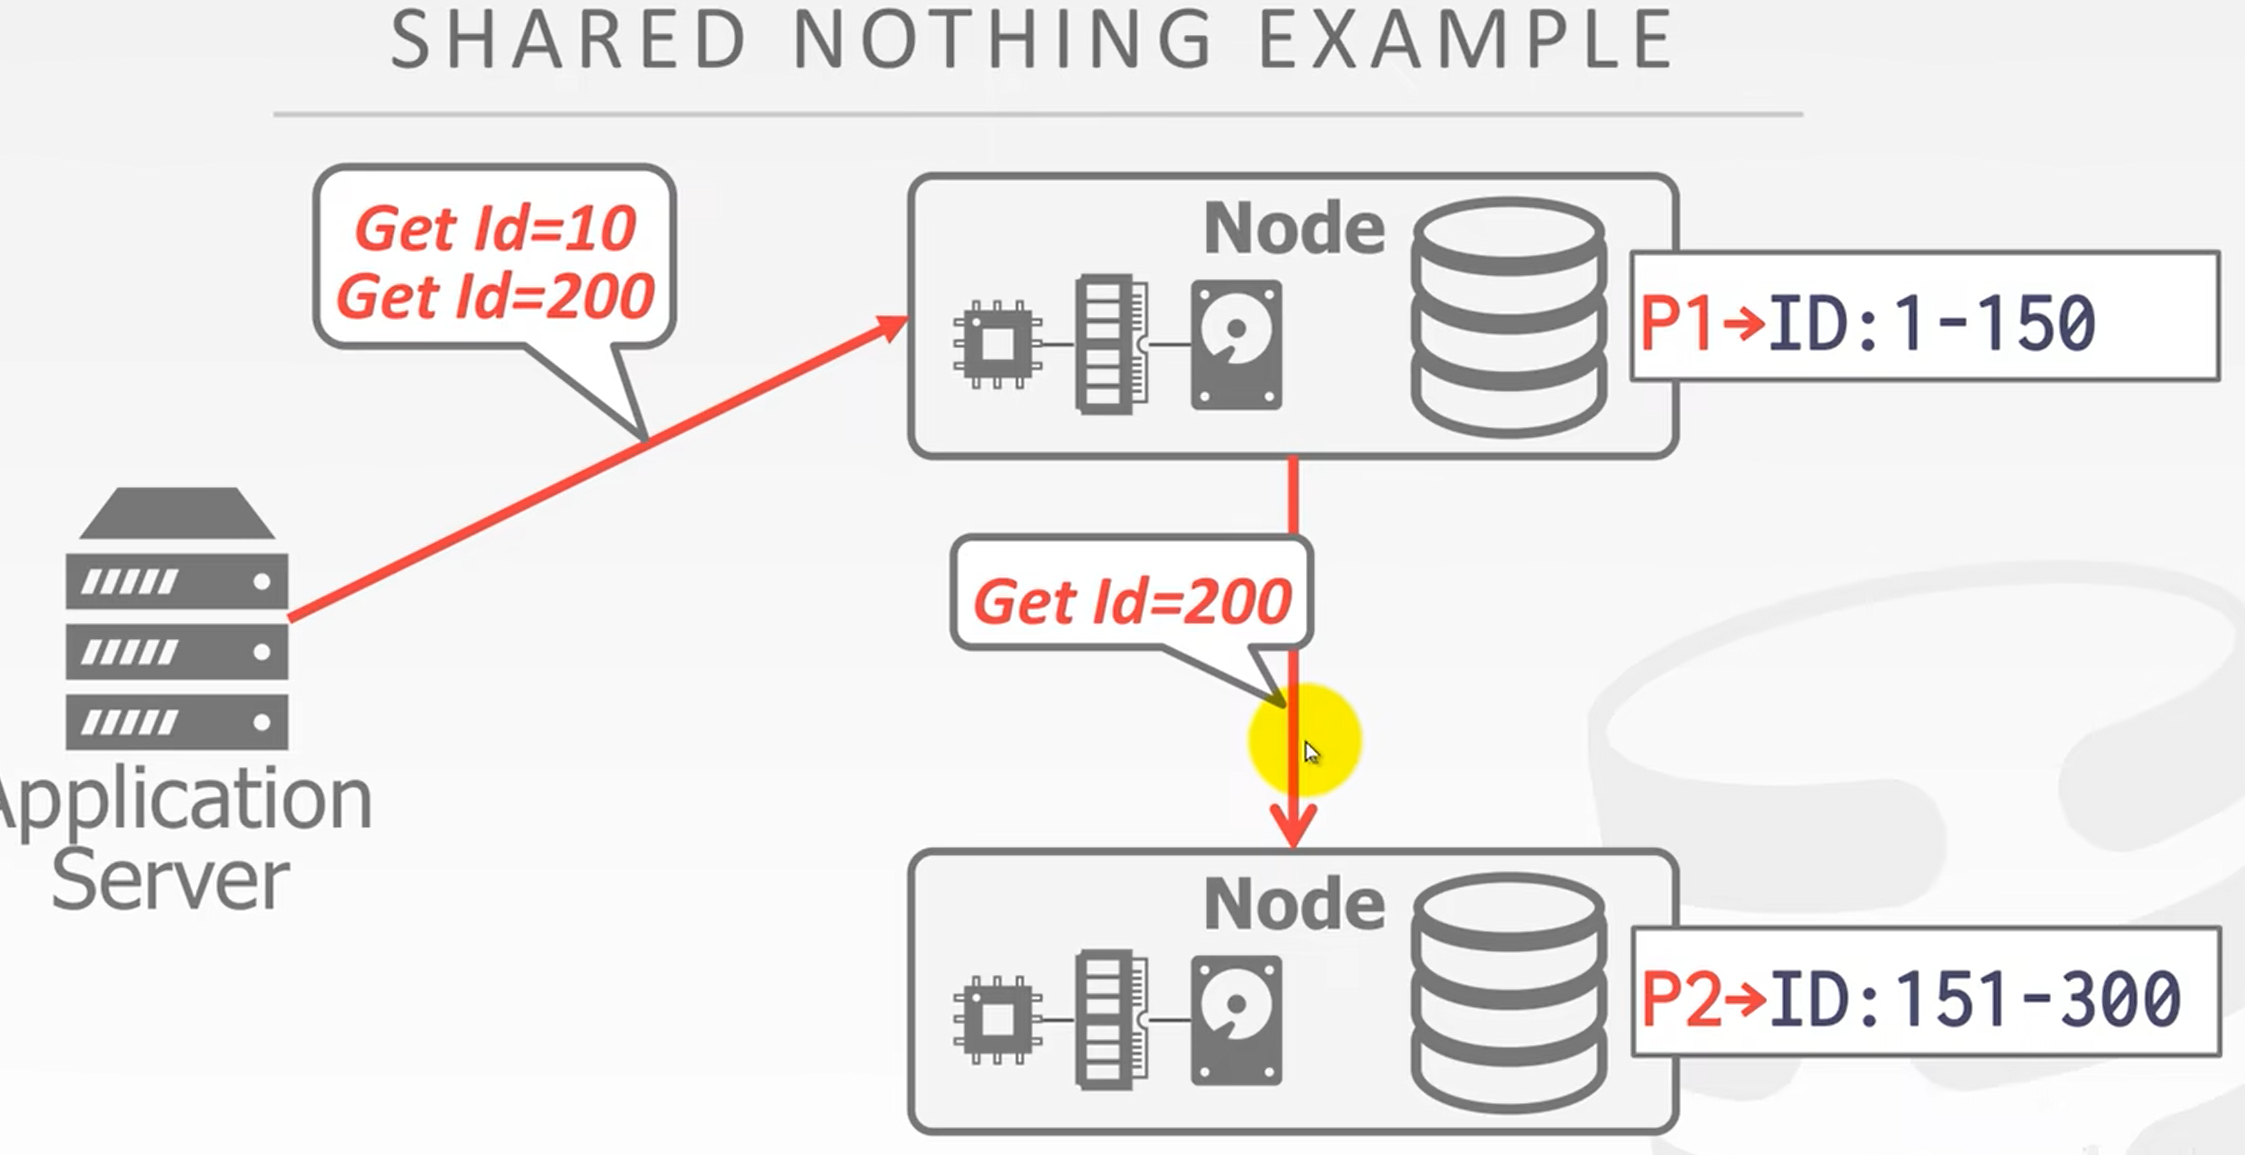 SHARED NOTHING EXAMPLE
Get Id=10
Get Id=200
Node
P1→ID:1-150
Get Id=200
Application
Server
Node
P2→ID:151-300